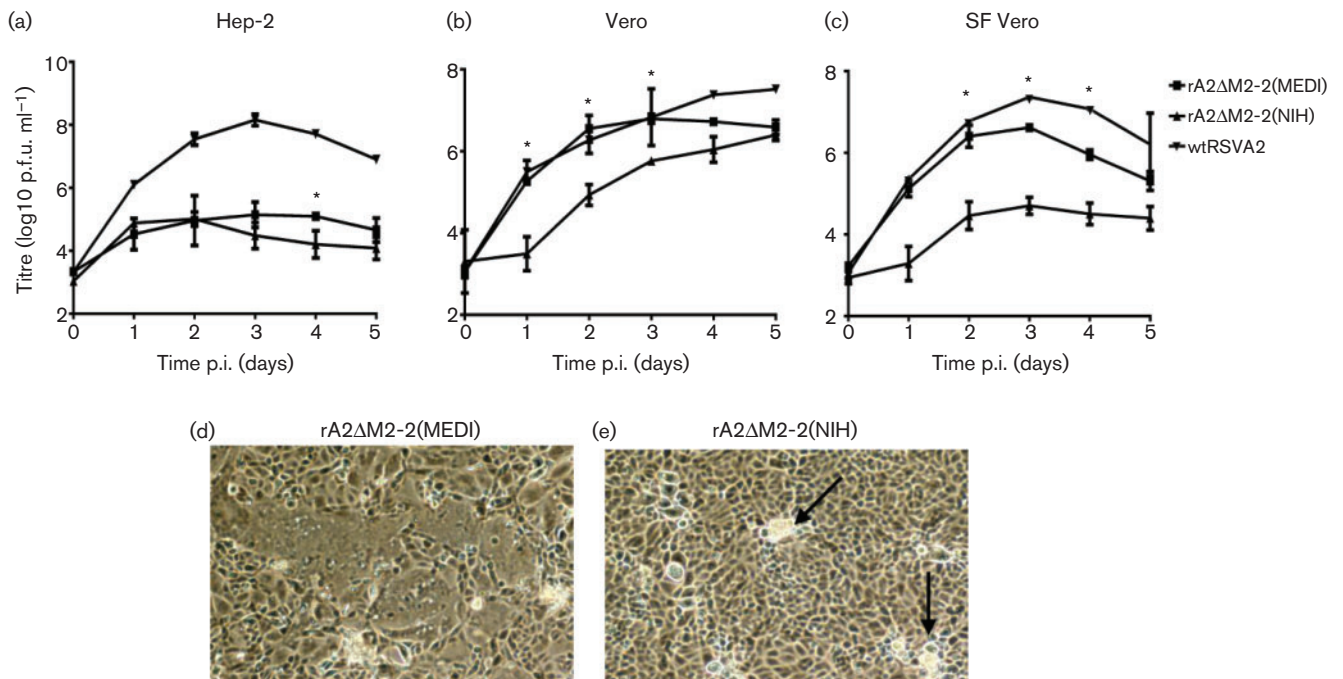 (a) Hep-2
(b) Vero
(c) SF Vero
Titre (log10 p.f.u. ml⁻¹)
10
8
6
4
2
0 1 2 3 4 5
Time p.i. (days)
*
8
6
4
2
0 1 2 3 4 5
Time p.i. (days)
* * *
8
6
4
2
0 1 2 3 4 5
Time p.i. (days)
* * *
rA2ΔM2-2(MEDI)
rA2ΔM2-2(NIH)
wtRSVA2
(d) rA2ΔM2-2(MEDI)
(e) rA2ΔM2-2(NIH)